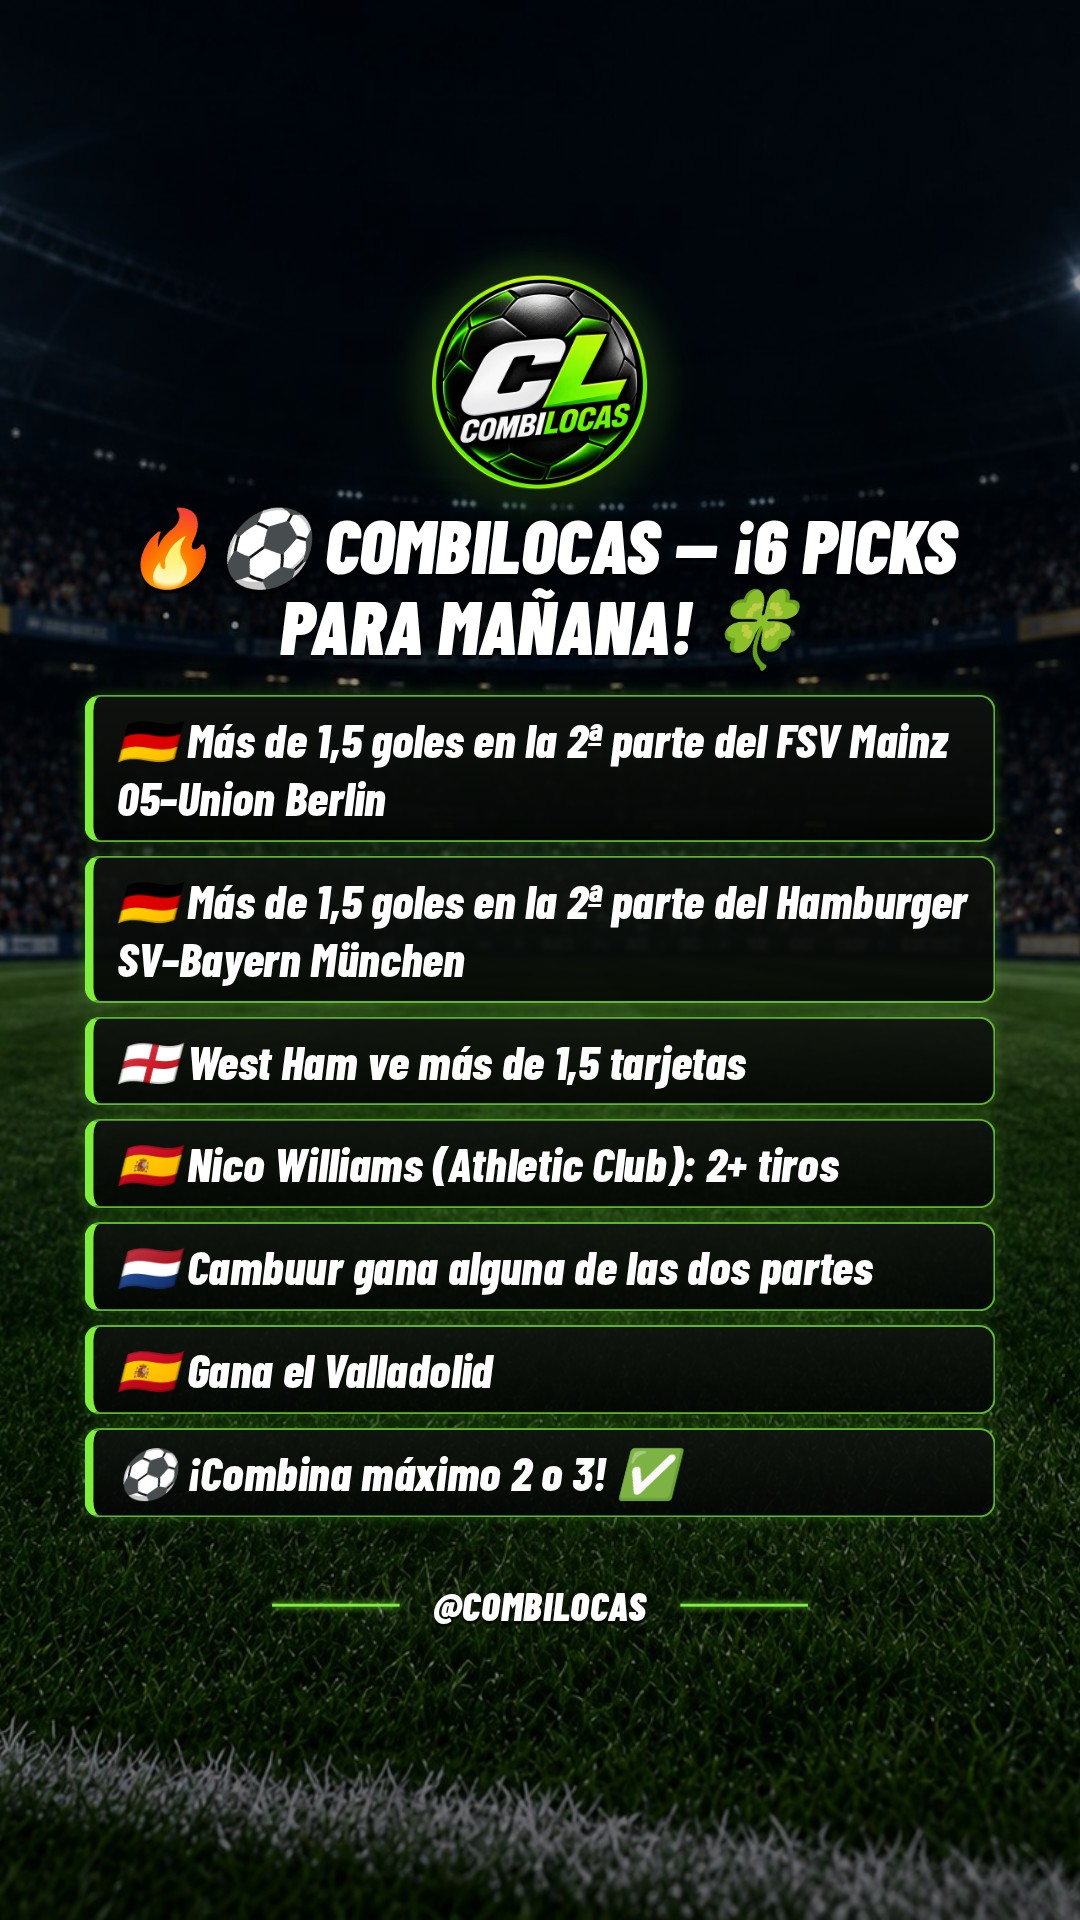 CL
COMBILOCAS
🔥⚽ COMBILOCAS – ¡6 PICKS
PARA MAÑANA! 🍀
🇩🇪 Más de 1,5 goles en la 2ª parte del FSV Mainz
05-Union Berlin
🇩🇪 Más de 1,5 goles en la 2ª parte del Hamburger
SV-Bayern München
🏴󠁧󠁢󠁥󠁮󠁧󠁿 West Ham ve más de 1,5 tarjetas
🇪🇸 Nico Williams (Athletic Club): 2+ tiros
🇳🇱 Cambuur gana alguna de las dos partes
🇪🇸 Gana el Valladolid
⚽ ¡Combina máximo 2 o 3! ✅
@COMBILOCAS